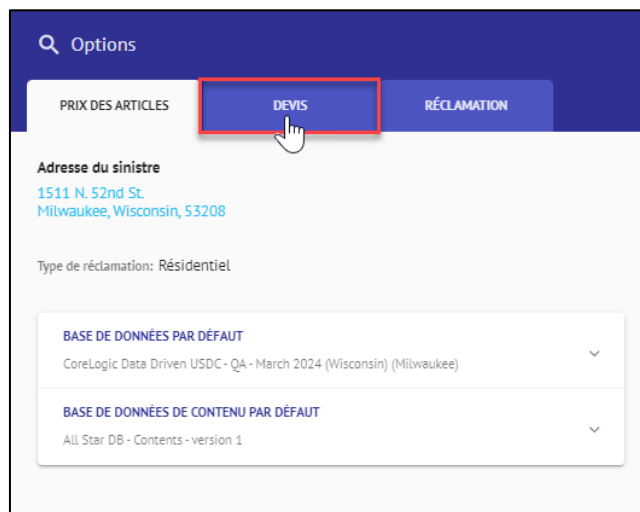 Options
PRIX DES ARTICLES
DEVIS
RÉCLAMATION
Adresse du sinistre
1511 N. 52nd St.
Milwaukee, Wisconsin, 53208
Type de réclamation: Résidentiel
BASE DE DONNÉES PAR DÉFAUT
CoreLogic Data Driven USDC - QA - March 2024 (Wisconsin) (Milwaukee)
BASE DE DONNÉES DE CONTENU PAR DÉFAUT
All Star DB - Contents - version 1